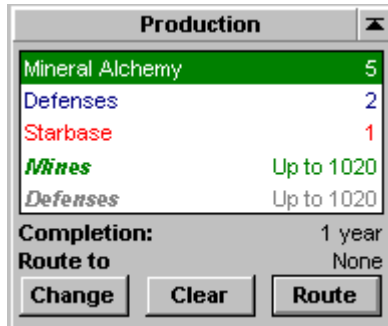 Production
Mineral Alchemy 5
Defenses 2
Starbase 1
Mines Up to 1020
Defenses Up to 1020
Completion: 1 year
Route to None
Change Clear Route